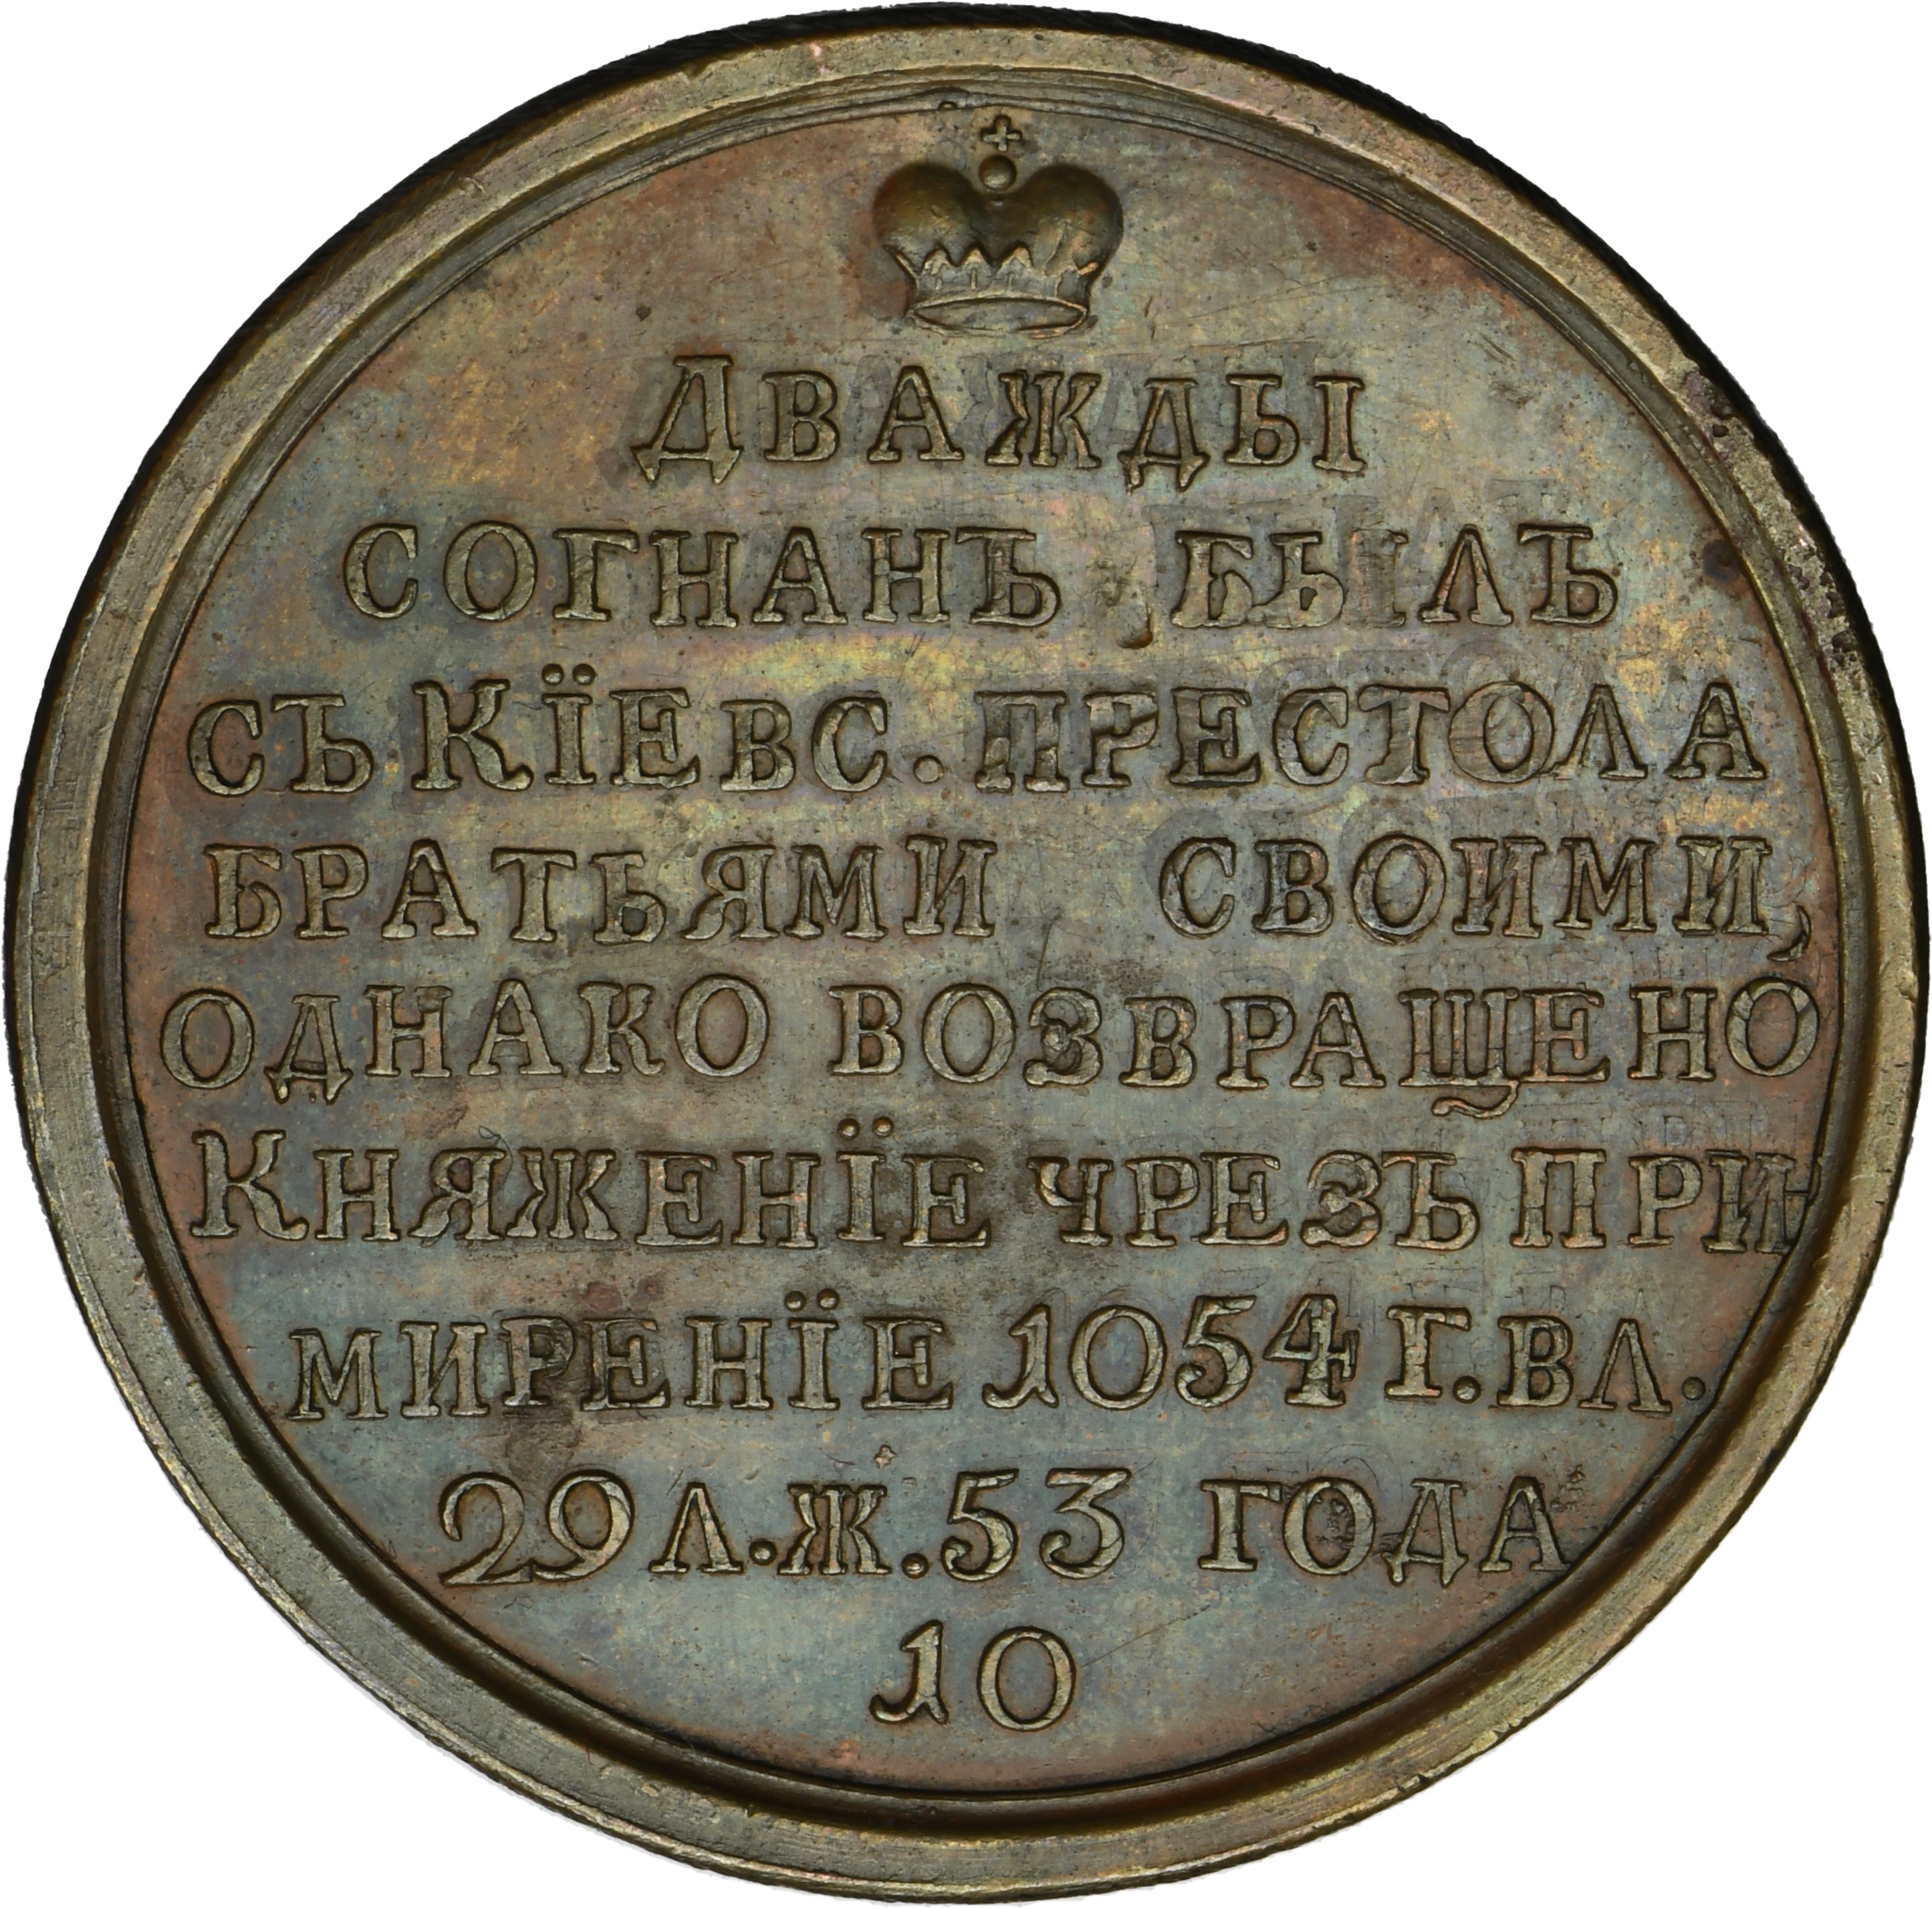 ДВАЖДЫ
СОГНАНЪ БЫЛЪ
СЪ КЇЕВС. ПРЕСТОЛА
БРАТЬЯМИ СВОИМИ,
ОДНАКО ВОЗВРАЩЕНО
КНЯЖЕНЇЕ ЧРЕЗЪ ПРИ
МИРЕНЇЕ 1054 Г. ВЛ.
29 Л. Ж. 53 ГОДА
10